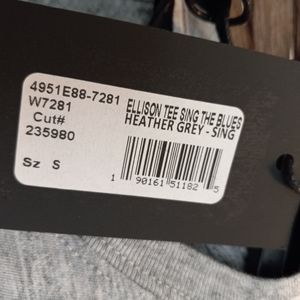 4951E88-7281
W7281
Cut#
235980
Sz S
ELLISON TEE SING THE BLUES
HEATHER GREY - SING
1 90161 51182 5